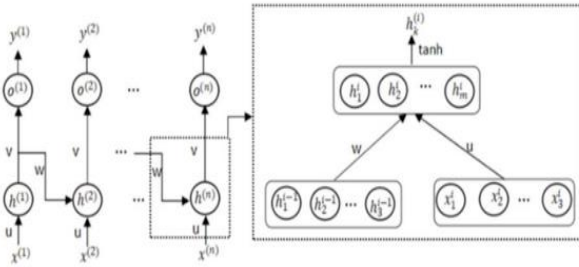 y^(1) y^(2) y^(n)
o^(1) o^(2) ... o^(n)
v w v ... w v
h^(1) h^(2) ... h^(n)
u u u
x^(1) x^(2) x^(n)
h_k^(i)
tanh
h_1^i h_2^i ... h_m^i
w u
h_1^{i-1} h_2^{i-1} ... h_3^{i-1} x_1^i x_2^i ... x_3^i